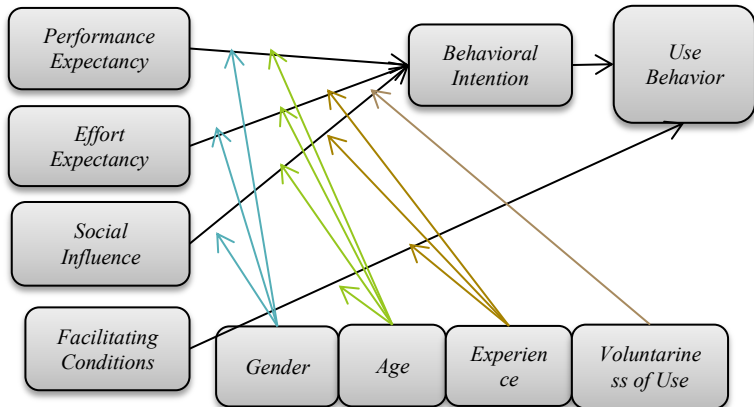 Performance
Expectancy
Behavioral
Intention
Use
Behavior
Effort
Expectancy
Social
Influence
Facilitating
Conditions
Gender
Age
Experien
ce
Voluntarine
ss of Use